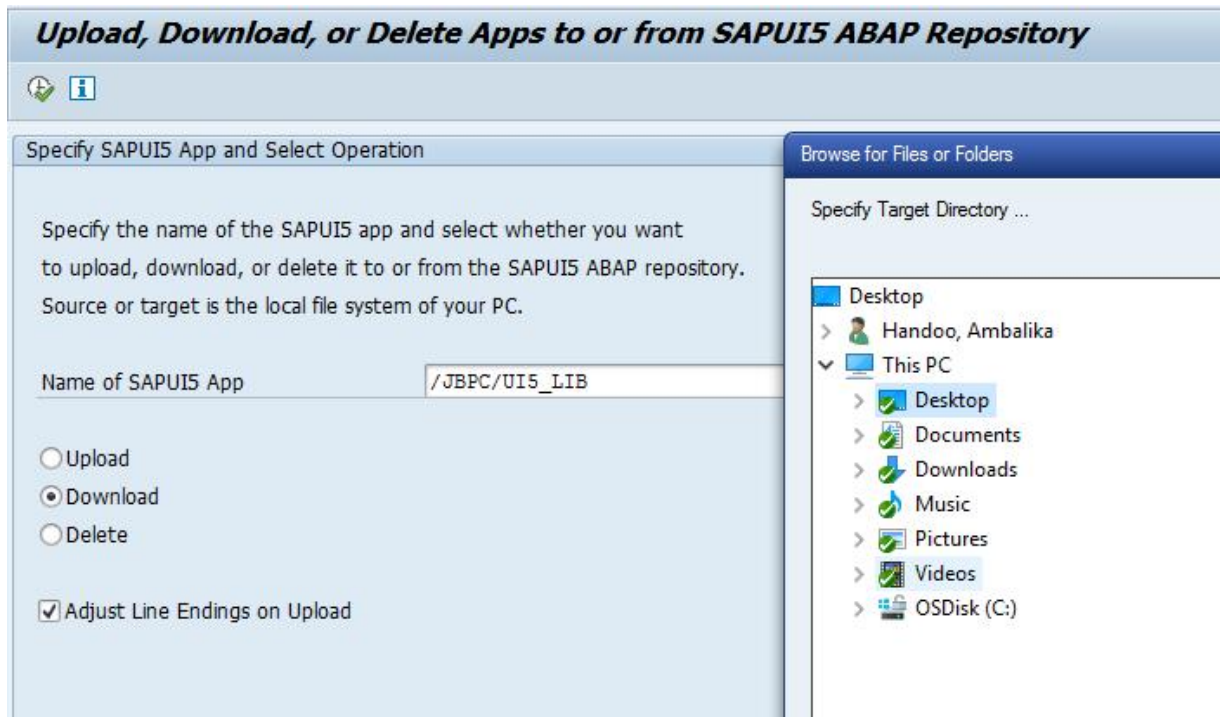 Upload, Download, or Delete Apps to or from SAPUI5 ABAP Repository
Specify SAPUI5 App and Select Operation
Specify the name of the SAPUI5 app and select whether you want
to upload, download, or delete it to or from the SAPUI5 ABAP repository.
Source or target is the local file system of your PC.
Name of SAPUI5 App
/JBPC/UI5_LIB
Upload
Download
Delete
Adjust Line Endings on Upload
Browse for Files or Folders
Specify Target Directory ...
Desktop
Handoo, Ambalika
This PC
Desktop
Documents
Downloads
Music
Pictures
Videos
OSDisk (C:)